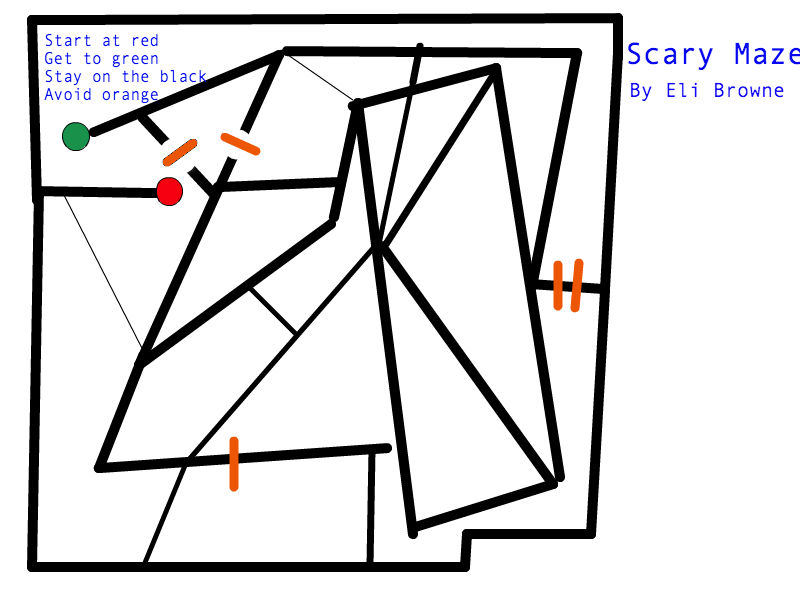 Start at red
Get to green
Stay on the black
Avoid orange
Scary Maze
By Eli Browne